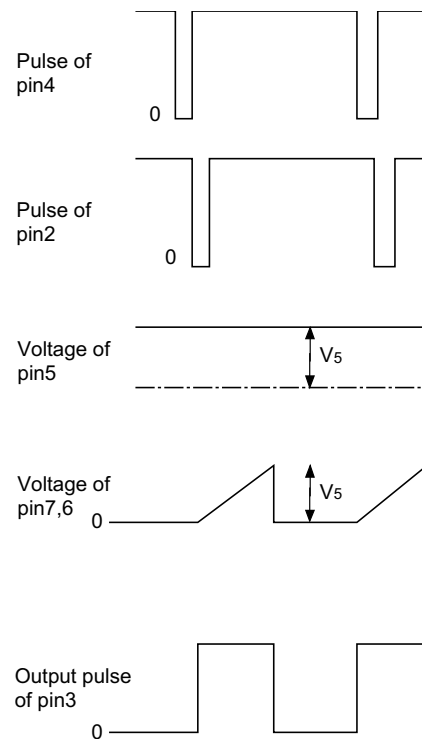 Pulse of
pin4
0
Pulse of
pin2
0
Voltage of
pin5
V5
Voltage of
pin7,6
0
V5
Output pulse
of pin3
0